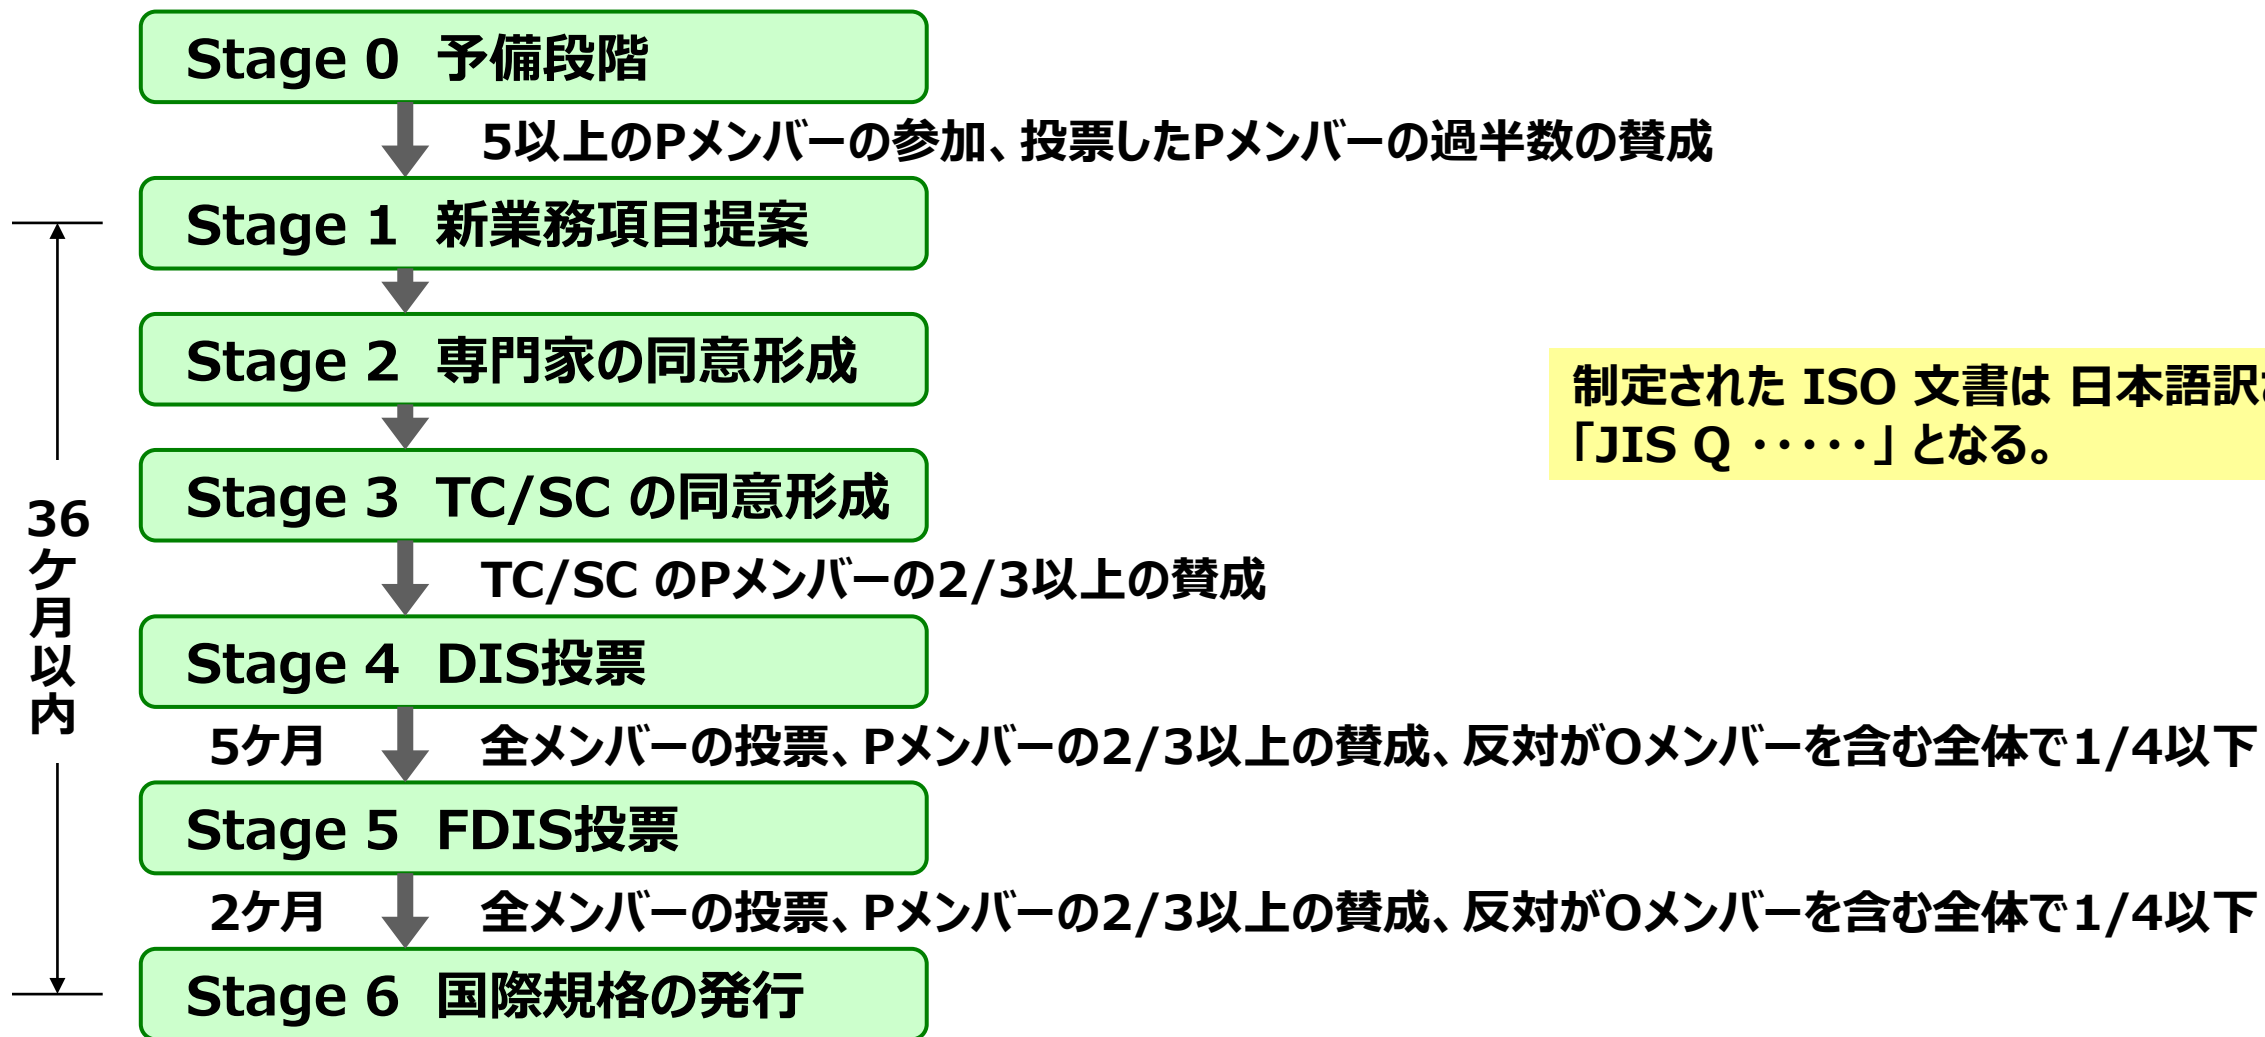 Stage 0 予備段階
5以上のPメンバーの参加、投票したPメンバーの過半数の賛成
Stage 1 新業務項目提案
Stage 2 専門家の同意形成
制定された ISO 文書は 日本語訳
「JIS Q ・・・・・」 となる。
Stage 3 TC/SC の同意形成
36ケ月以内
TC/SC のPメンバーの2/3以上の賛成
Stage 4 DIS投票
5ケ月 全メンバーの投票、Pメンバーの2/3以上の賛成、反対がOメンバーを含む全体で1/4以下
Stage 5 FDIS投票
2ケ月 全メンバーの投票、Pメンバーの2/3以上の賛成、反対がOメンバーを含む全体で1/4以下
Stage 6 国際規格の発行